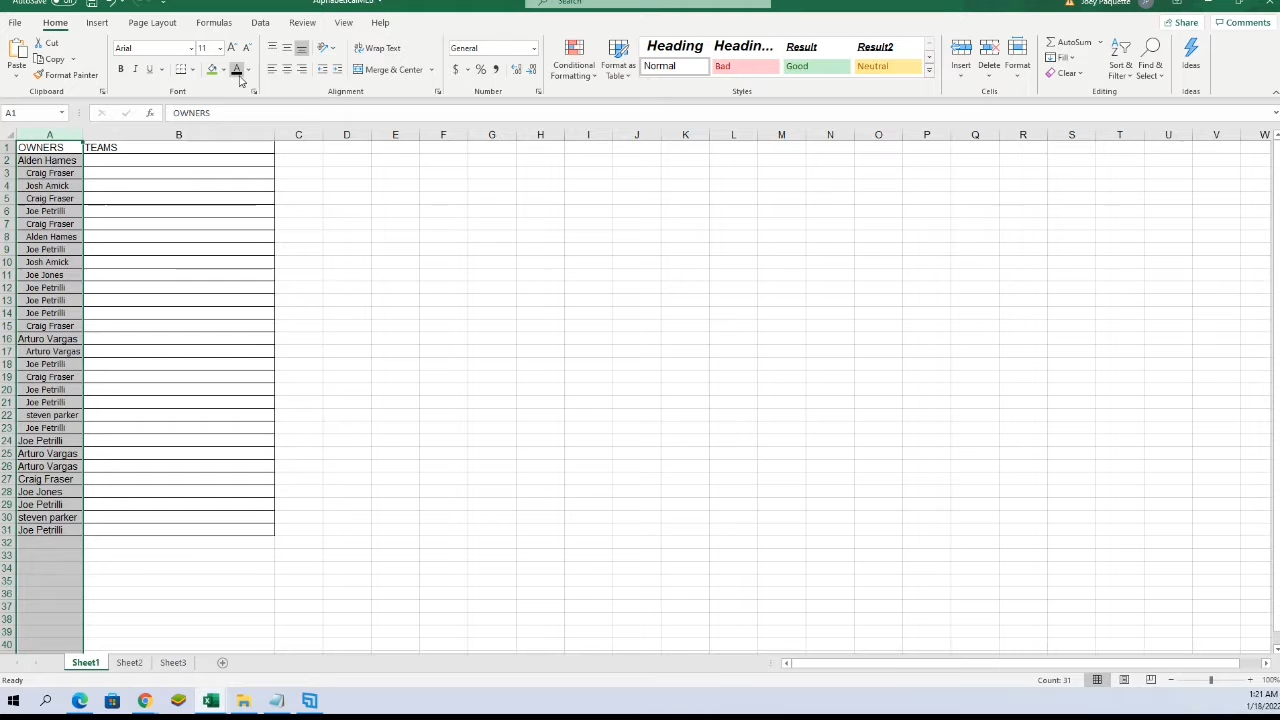 AutoSave Off AlphabeticalMLB Search Joey Paquette JP
File Home Insert Page Layout Formulas Data Review View Help Share Comments
Cut Arial 11 Wrap Text General Heading Headin... Result Result2 AutoSum
Paste Copy Fill
Format Painter Merge & Center Conditional Formatting Format as Table Normal Bad Good Neutral Insert Delete Format Clear Sort & Filter Find & Select Ideas
Clipboard Font Alignment Number Styles Cells Editing Ideas
A1 fx OWNERS
A B C D E F G H I J K L M N O P Q R S T U V W
1 OWNERS TEAMS
2 Alden Hames
3 Craig Fraser
4 Josh Amick
5 Craig Fraser
6 Joe Petrilli
7 Craig Fraser
8 Alden Hames
9 Joe Petrilli
10 Josh Amick
11 Joe Jones
12 Joe Petrilli
13 Joe Petrilli
14 Joe Petrilli
15 Craig Fraser
16 Arturo Vargas
17 Arturo Vargas
18 Joe Petrilli
19 Craig Fraser
20 Joe Petrilli
21 Joe Petrilli
22 steven parker
23 Joe Petrilli
24 Joe Petrilli
25 Arturo Vargas
26 Arturo Vargas
27 Craig Fraser
28 Joe Jones
29 Joe Petrilli
30 steven parker
31 Joe Petrilli
32
33
34
35
36
37
38
39
40
Sheet1 Sheet2 Sheet3
Ready Count: 31 100%
1:21 AM
1/18/2022